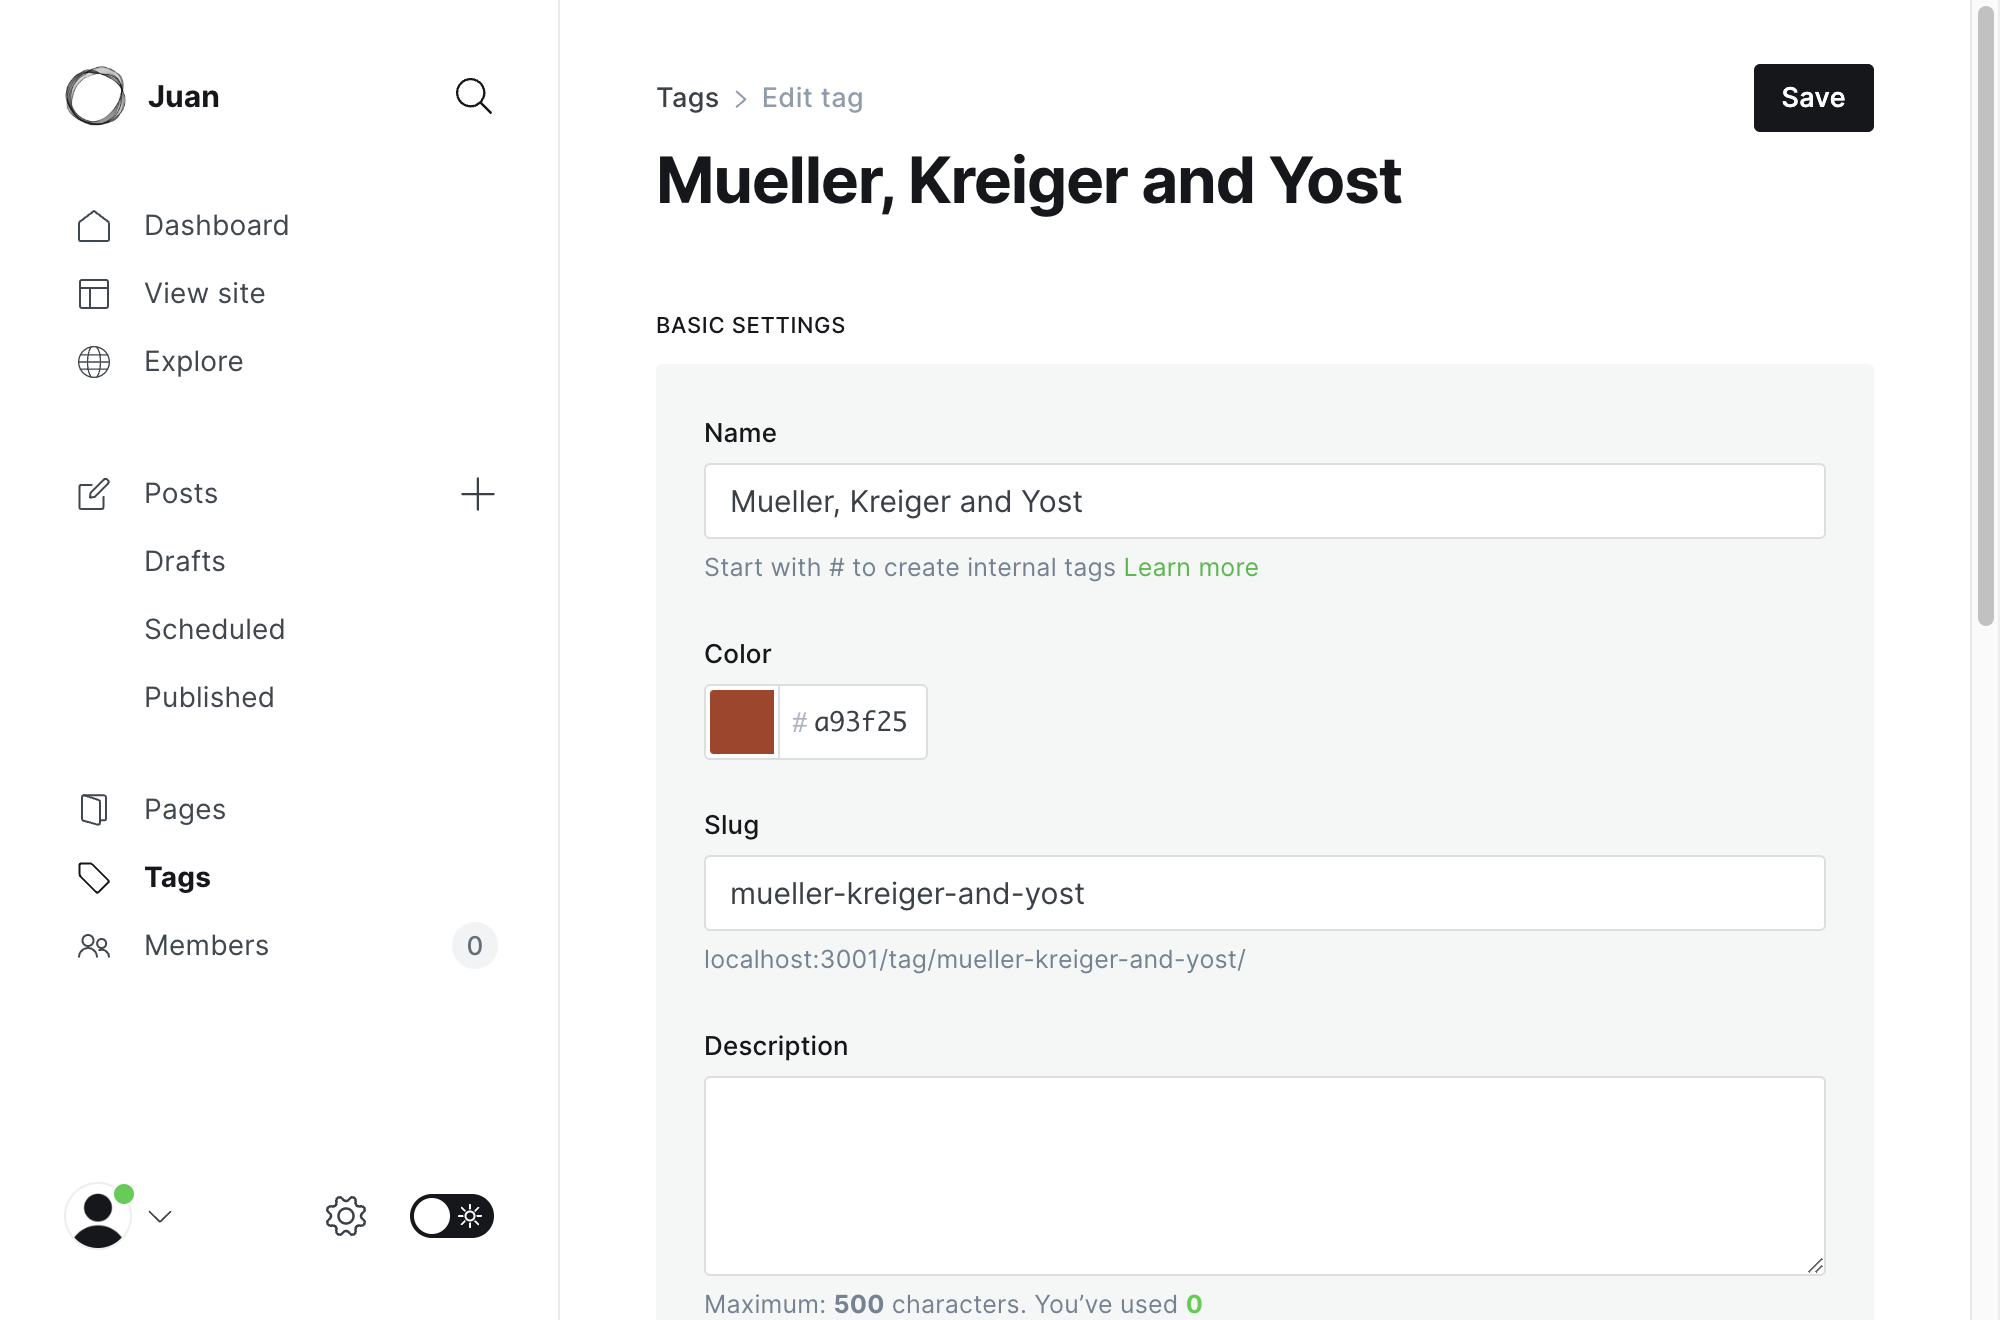 Juan
Dashboard
View site
Explore
Posts
Drafts
Scheduled
Published
Pages
Tags
Members
0
Tags > Edit tag
Save
Mueller, Kreiger and Yost
BASIC SETTINGS
Name
Mueller, Kreiger and Yost
Start with # to create internal tags Learn more
Color
# a93f25
Slug
mueller-kreiger-and-yost
localhost:3001/tag/mueller-kreiger-and-yost/
Description
Maximum: 500 characters. You’ve used 0